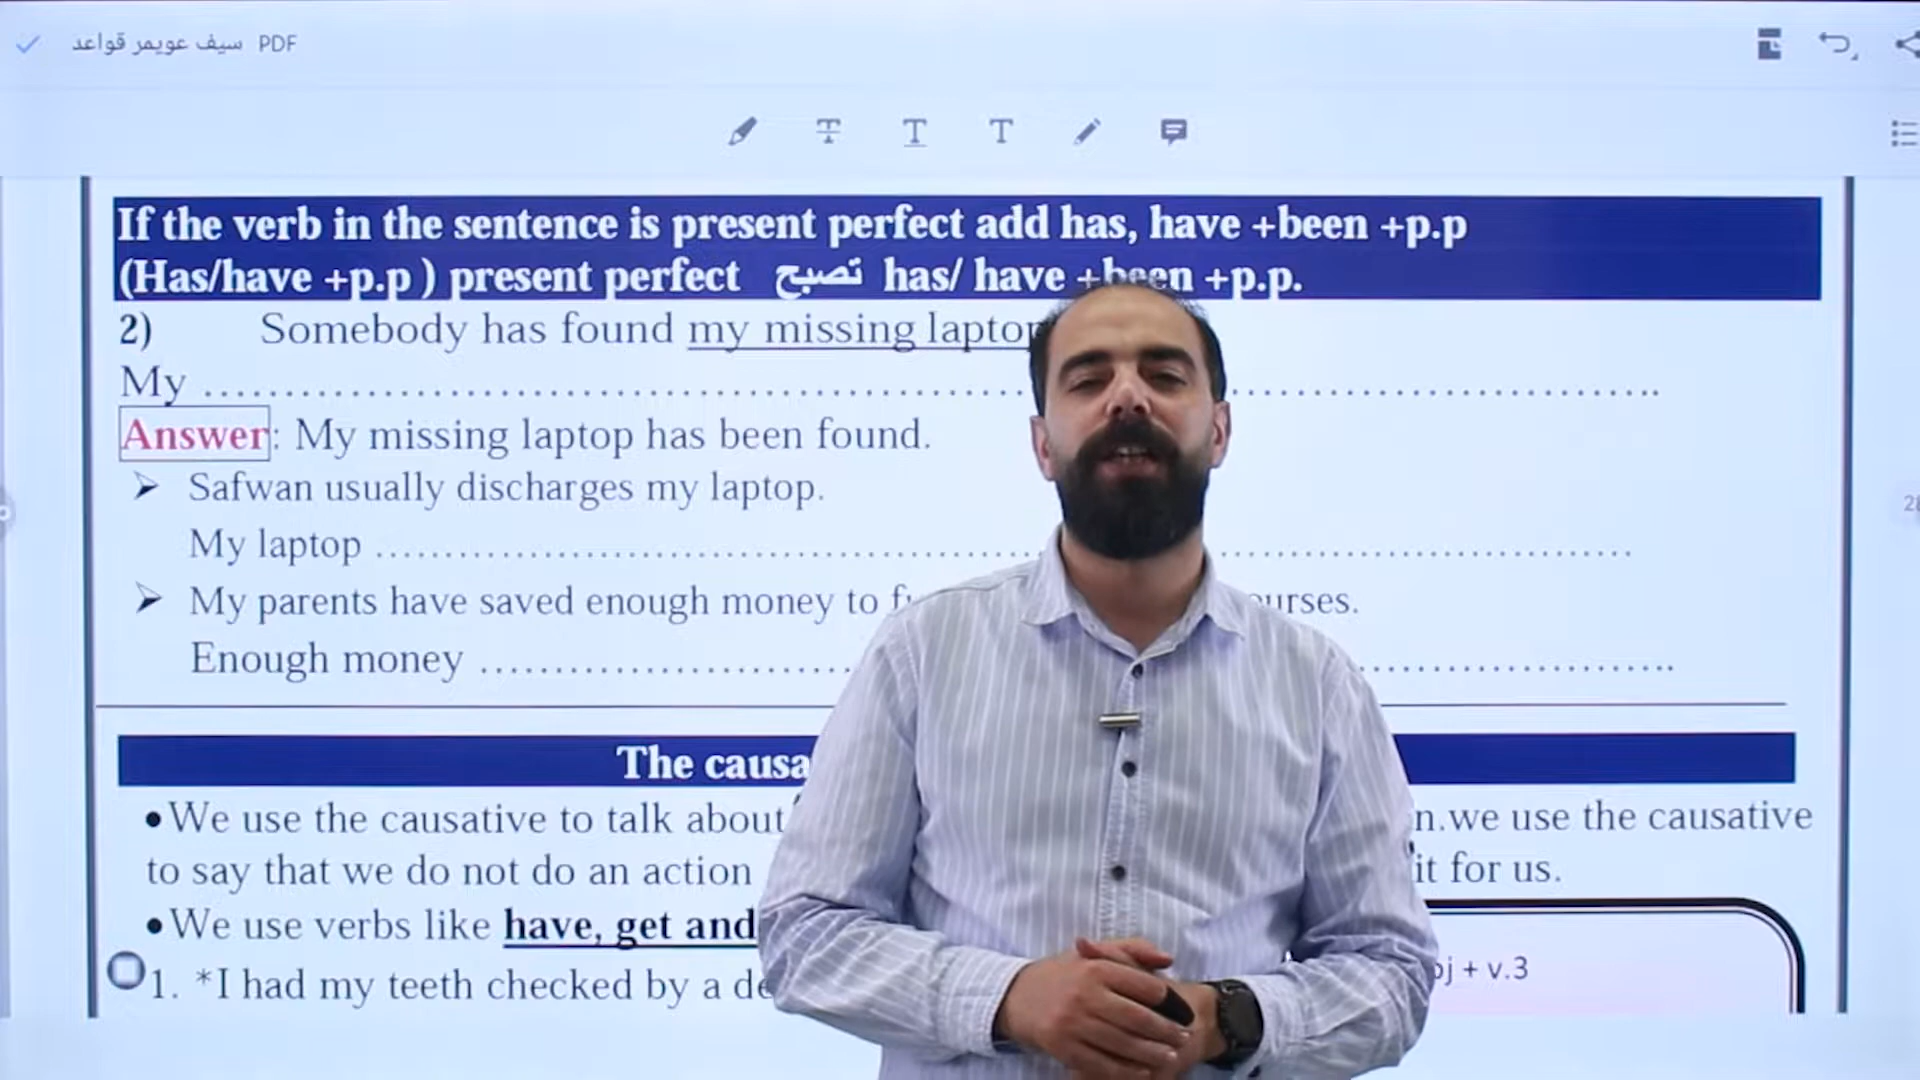 سيف عويمر قواعد PDF
If the verb in the sentence is present perfect add has, have +been +p.p
(Has/have +p.p ) present perfect تصبح has/ have +been +p.p.
2) Somebody has found my missing laptop
My ................................................
Answer: My missing laptop has been found.
➤ Safwan usually discharges my laptop.
My laptop ................................................
➤ My parents have saved enough money to urses.
Enough money ................................................
The causa
•We use the causative to talk about n.we use the causative
to say that we do not do an action it for us.
•We use verbs like have, get and
1. *I had my teeth checked by a de
bj + v.3